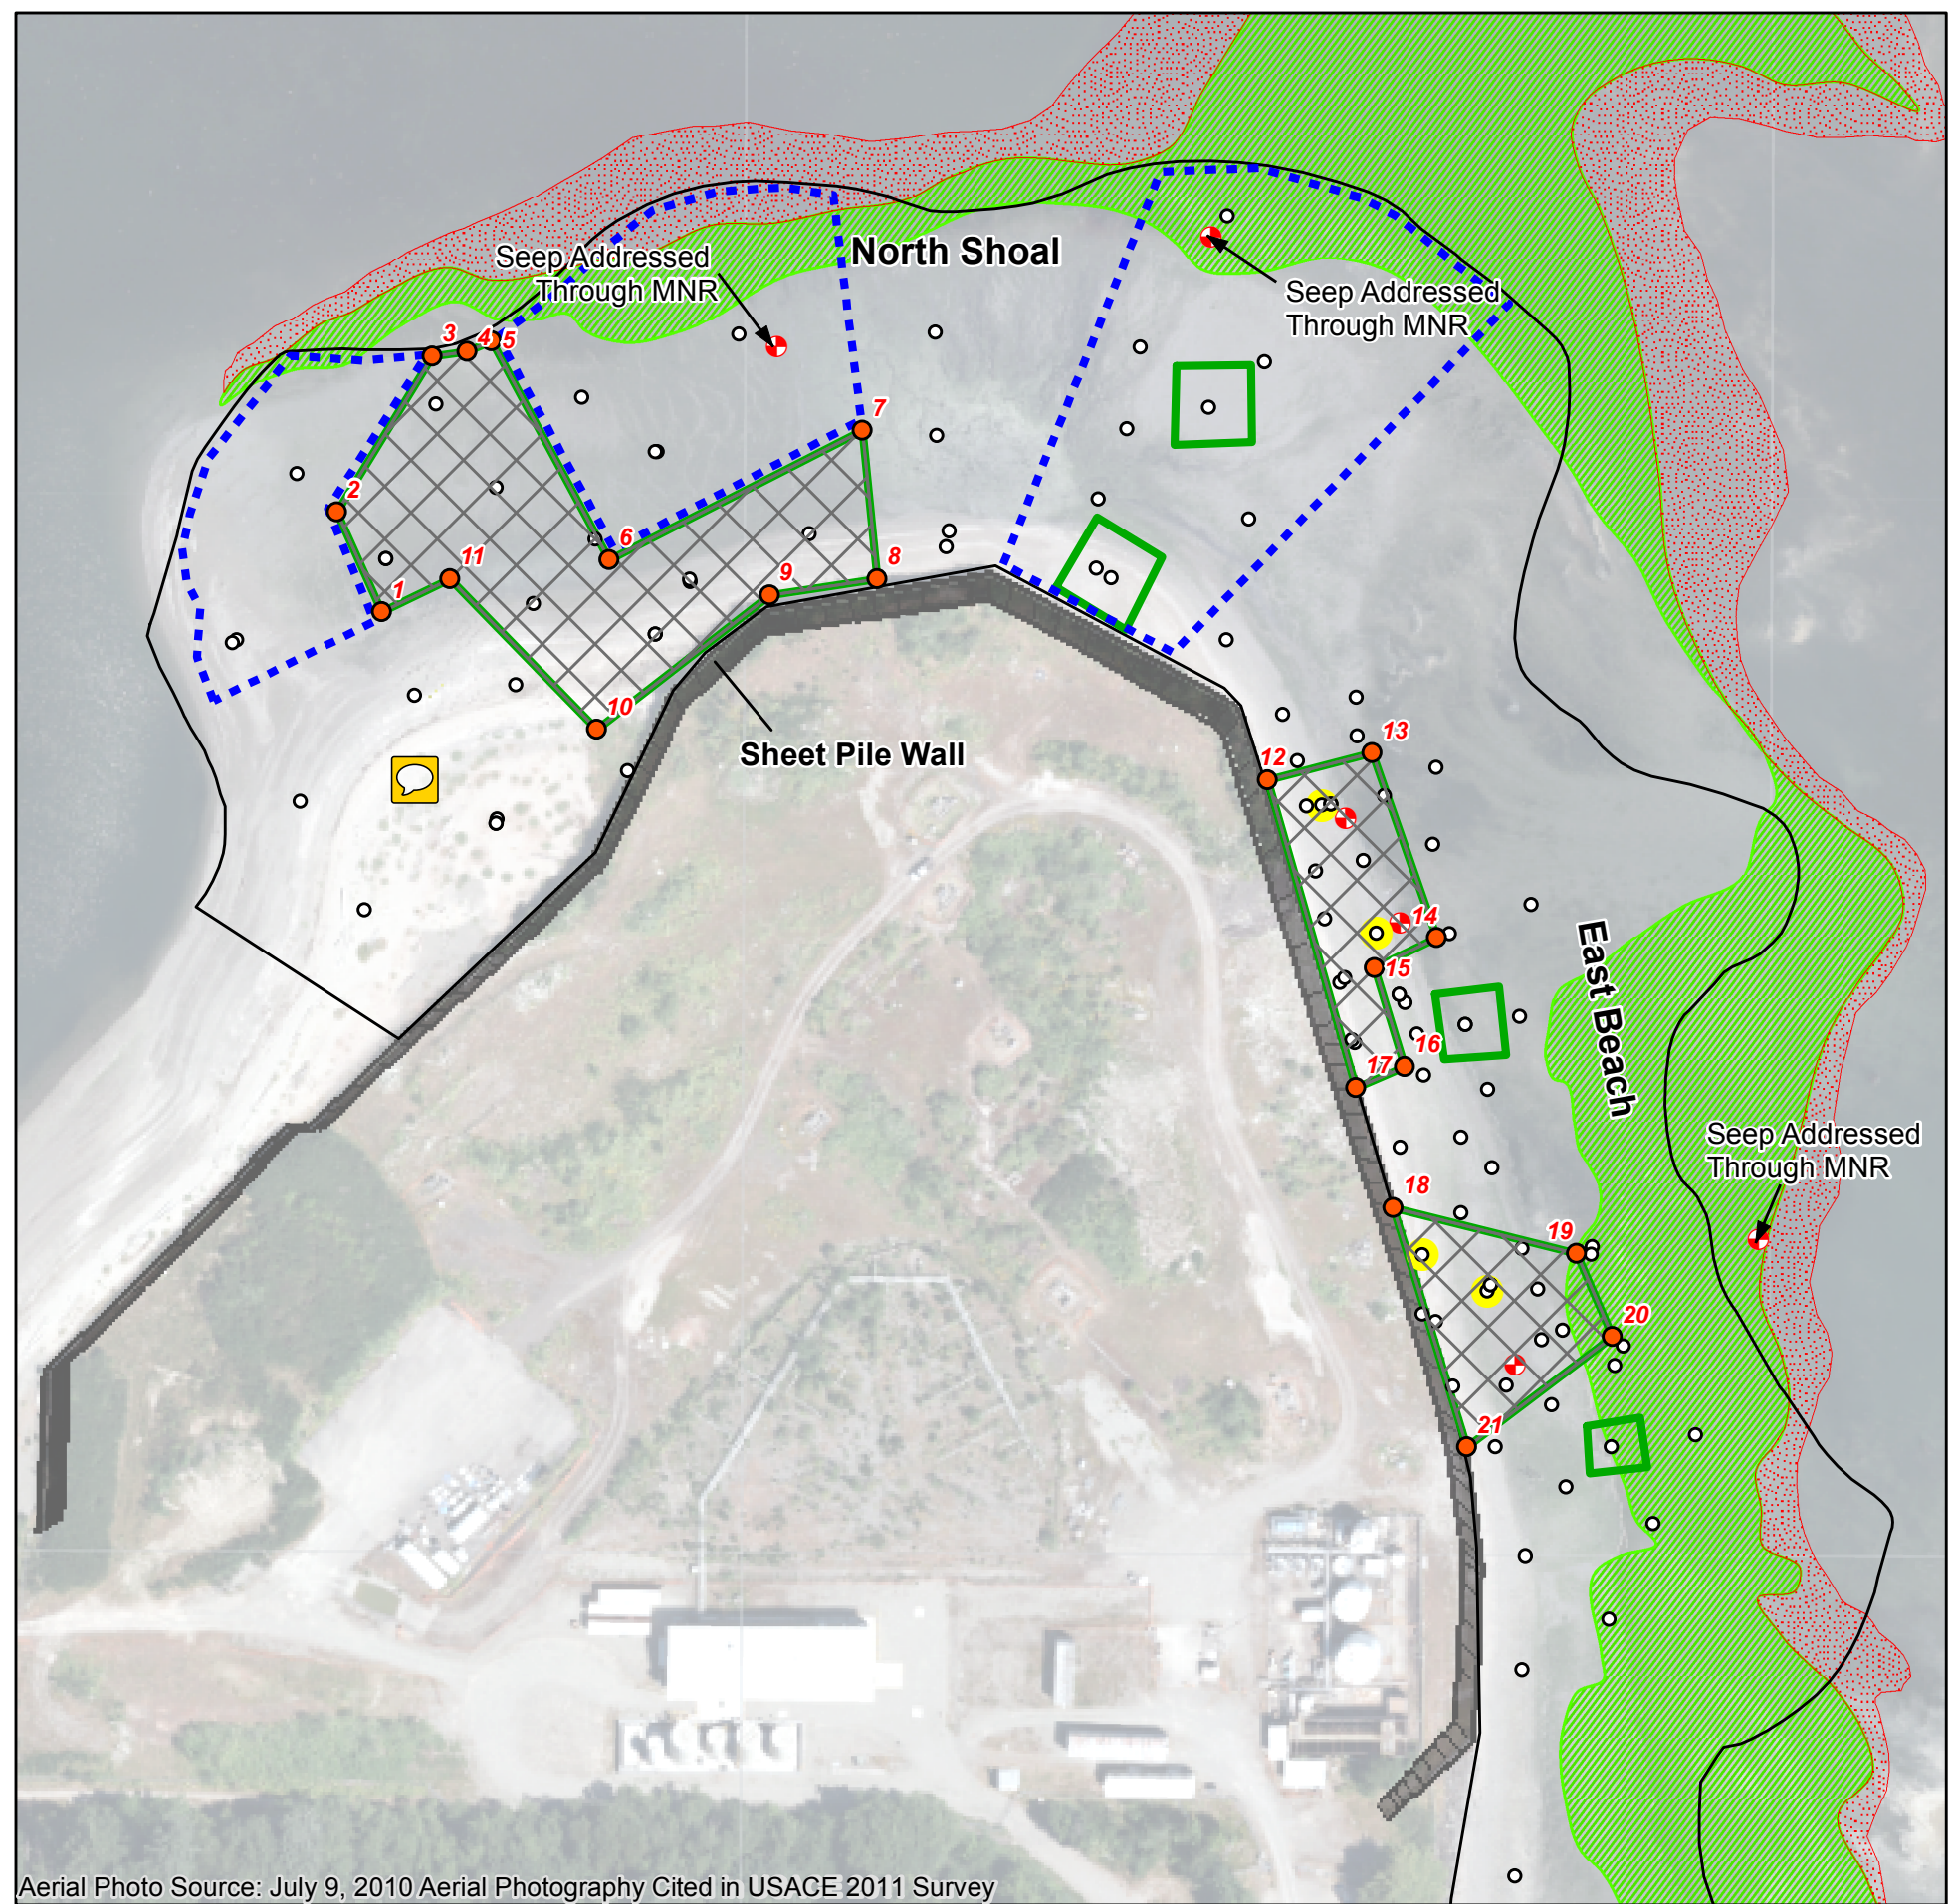 North Shoal
Seep Addressed
Through MNR
Seep Addressed
Through MNR
3
4
5
7
2
6
11
1
9
8
10
Sheet Pile Wall
13
12
14
15
16
17
East Beach
Seep Addressed
Through MNR
18
19
20
21
Aerial Photo Source: July 9, 2010 Aerial Photography Cited in USACE 2011 Survey